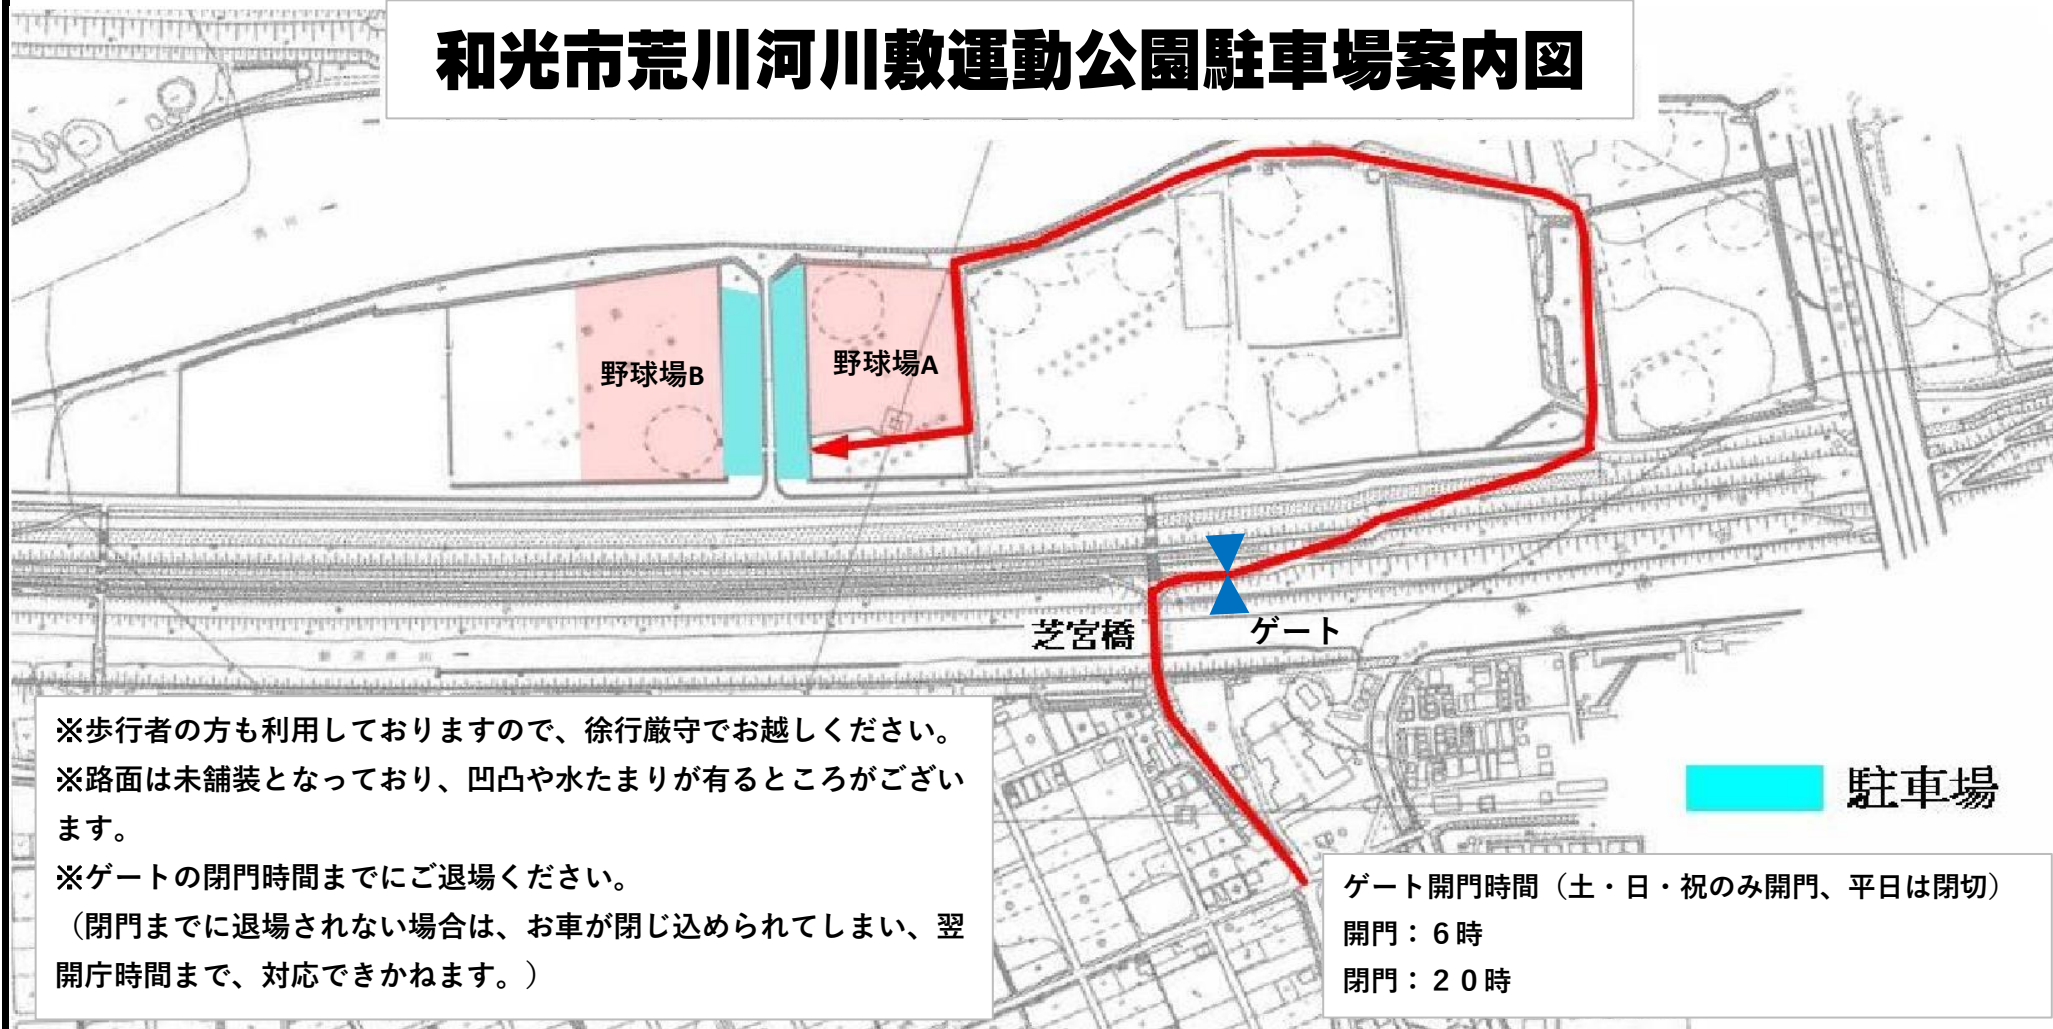 和光市荒川河川敷運動公園駐車場案内図
野球場B
野球場A
芝宮橋
ゲート
※歩行者の方も利用しておりますので、徐行厳守でお越しください。
※路面は未舗装となっており、凹凸や水たまりが有るところがござい
ます。
※ゲートの閉門時間までにご退場ください。
（閉門までに退場されない場合は、お車が閉じ込められてしまい、翌
開庁時間まで、対応できかねます。）
駐車場
ゲート開門時間（土・日・祝のみ開門、平日は閉切）
開門：６時
閉門：２０時